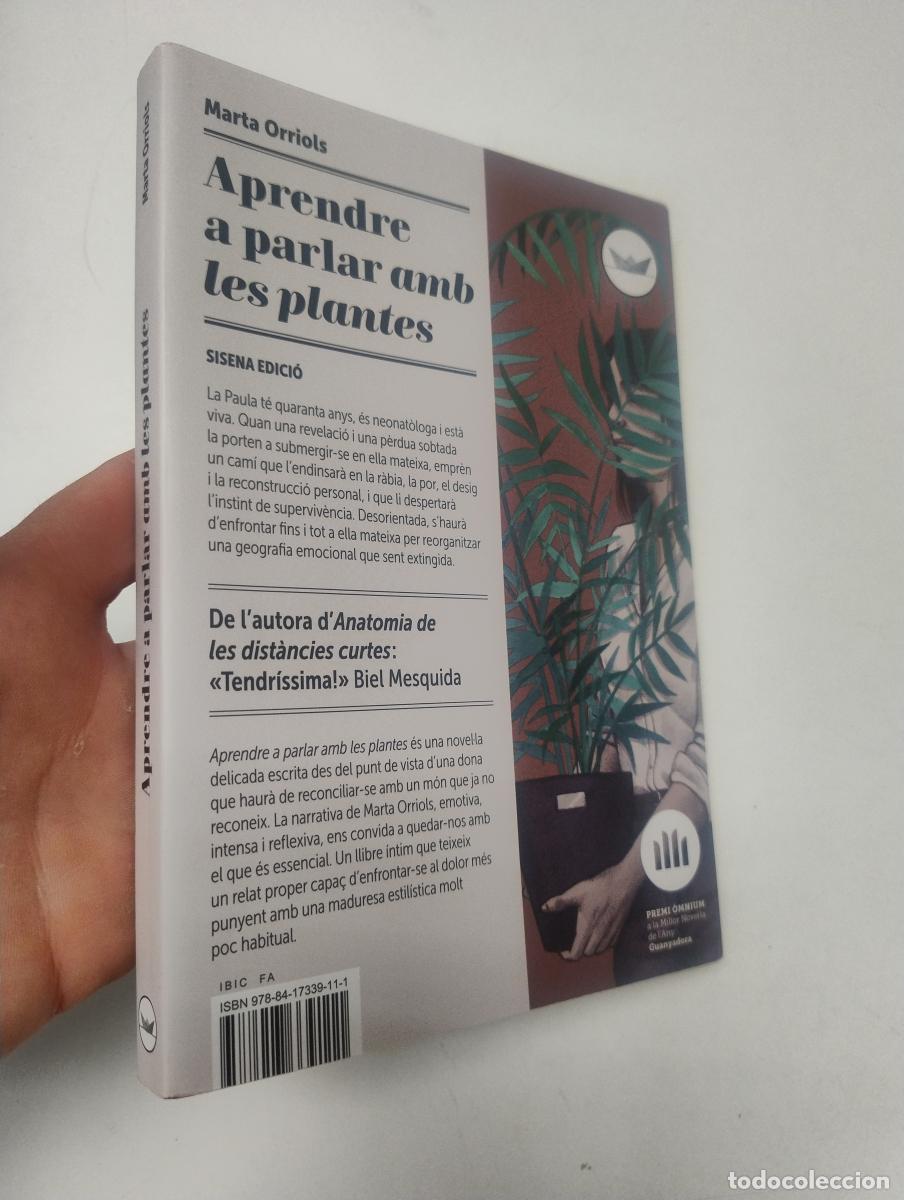 Marta Orriols
Aprendre a parlar amb les plantes
Marta Orriols
Aprendre
a parlar amb
les plantes
SISENA EDICIÓ
La Paula té quaranta anys, és neonatòloga i està
viva. Quan una revelació i una pèrdua sobtada
la porten a submergir-se en ella mateixa, emprèn
un camí que l'endinsarà en la ràbia, la por, el desig
i la reconstrucció personal, i que li despertarà
l'instint de supervivència. Desorientada, s'haurà
d'enfrontar fins i tot a ella mateixa per reorganitzar
una geografia emocional que sent extingida.
De l'autora d'Anatomia de
les distàncies curtes:
«Tendríssima!» Biel Mesquida
Aprendre a parlar amb les plantes és una novel·la
delicada escrita des del punt de vista d'una dona
que haurà de reconciliar-se amb un món que ja no
reconeix. La narrativa de Marta Orriols, emotiva,
intensa i reflexiva, ens convida a quedar-nos amb
el que és essencial. Un llibre íntim que teixeix
un relat proper capaç d'enfrontar-se al dolor més
punyent amb una maduresa estilística molt
poc habitual.
IBIC FA
ISBN 978-84-17339-11-1
PREMI ÒMNIUM
a la Millor Novel·la
de l'Any
Guanyadora
todocoleccion